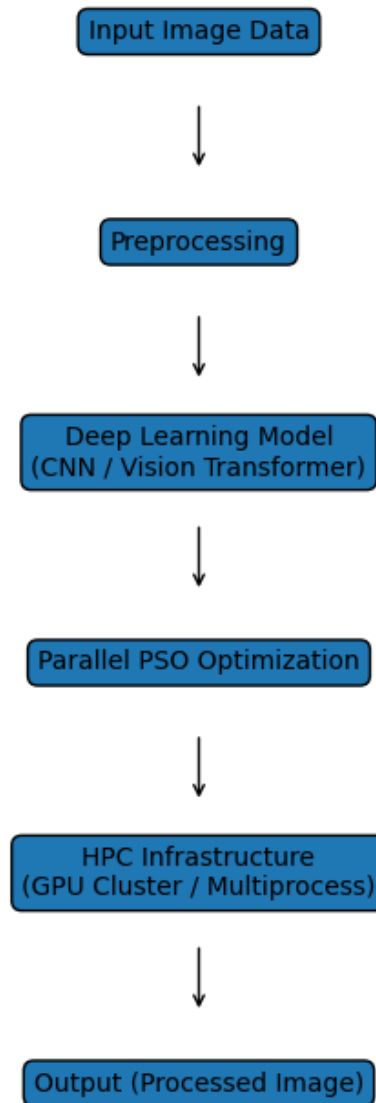 Input Image Data
Preprocessing
Deep Learning Model
(CNN / Vision Transformer)
Parallel PSO Optimization
HPC Infrastructure
(GPU Cluster / Multiprocess)
Output (Processed Image)